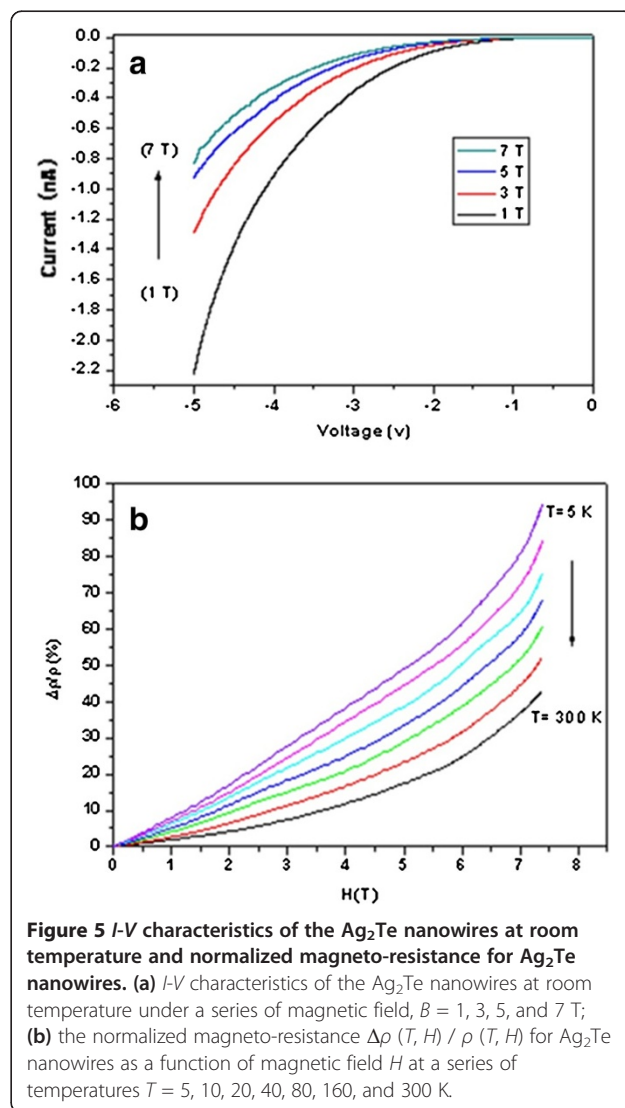 a
0.0
-0.2
-0.4
-0.6
-0.8
-1.0
-1.2
-1.4
-1.6
-1.8
-2.0
-2.2
Current (nA)
(7 T)
(1 T)
7 T
5 T
3 T
1 T
-6 -5 -4 -3 -2 -1 0
Voltage (v)
b
100
90
80
70
60
50
40
30
20
10
0
Δρ/ρ (%)
T= 5 K
T= 300 K
0 1 2 3 4 5 6 7 8
H(T)
Figure 5 I-V characteristics of the Ag₂Te nanowires at room
temperature and normalized magneto-resistance for Ag₂Te
nanowires. (a) I-V characteristics of the Ag₂Te nanowires at room
temperature under a series of magnetic field, B = 1, 3, 5, and 7 T;
(b) the normalized magneto-resistance Δρ (T, H) / ρ (T, H) for Ag₂Te
nanowires as a function of magnetic field H at a series of
temperatures T = 5, 10, 20, 40, 80, 160, and 300 K.